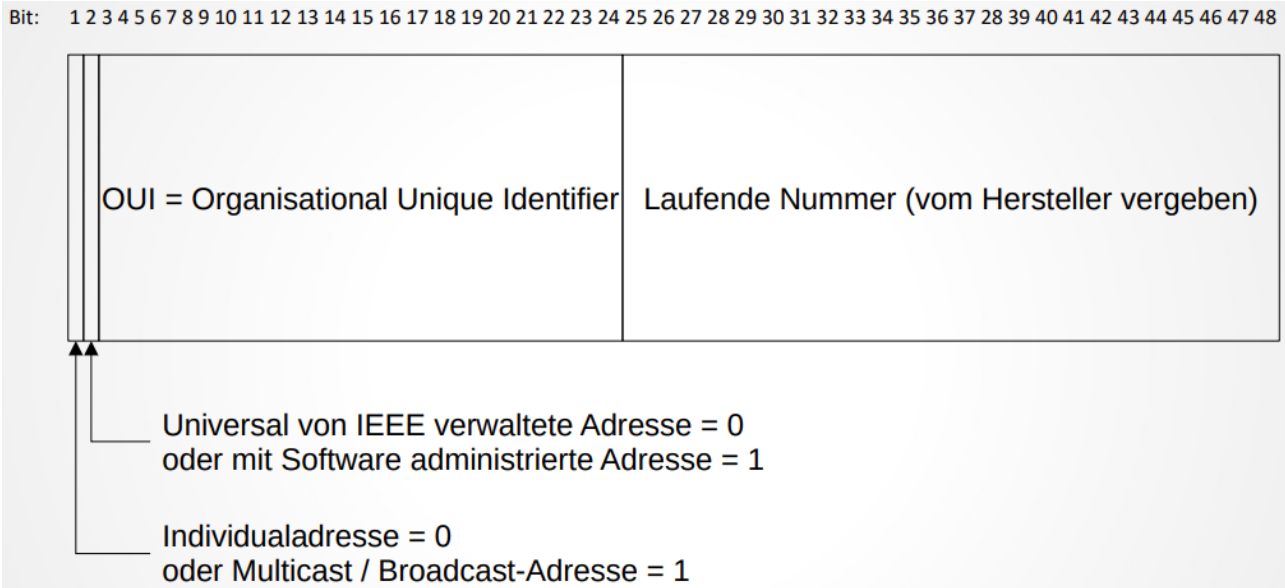 Bit: 1 2 3 4 5 6 7 8 9 10 11 12 13 14 15 16 17 18 19 20 21 22 23 24 25 26 27 28 29 30 31 32 33 34 35 36 37 28 39 40 41 42 43 44 45 46 47 48
OUI = Organisational Unique Identifier Laufende Nummer (vom Hersteller vergeben)
Universal von IEEE verwaltete Adresse = 0
oder mit Software administrierte Adresse = 1
Individualadresse = 0
oder Multicast / Broadcast-Adresse = 1